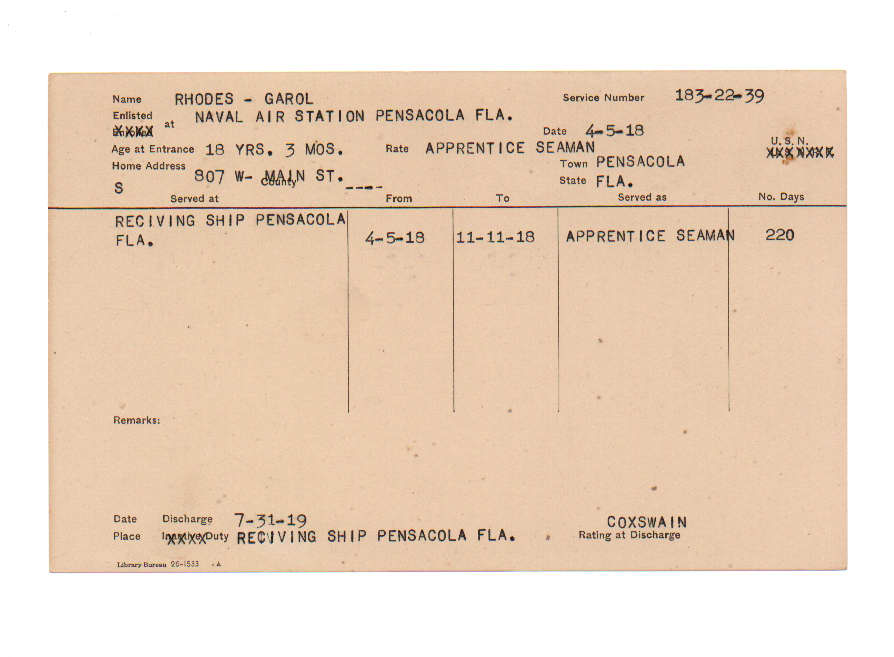 Name RHODES - GAROL Service Number 183-22-39
Enlisted at NAVAL AIR STATION PENSACOLA FLA.
Date 4-5-18
Age at Entrance 18 YRS. 3 MOS. Rate APPRENTICE SEAMAN U.S.N.
Home Address 807 W- MAIN ST. Town PENSACOLA
S County ---- State FLA.
Served at From To Served as No. Days
RECIVING SHIP PENSACOLA
FLA. 4-5-18 11-11-18 APPRENTICE SEAMAN 220
Remarks:
Date Discharge 7-31-19 COXSWAIN
Place Duty RECIVING SHIP PENSACOLA FLA. Rating at Discharge
Library Bureau 26-1533 -A